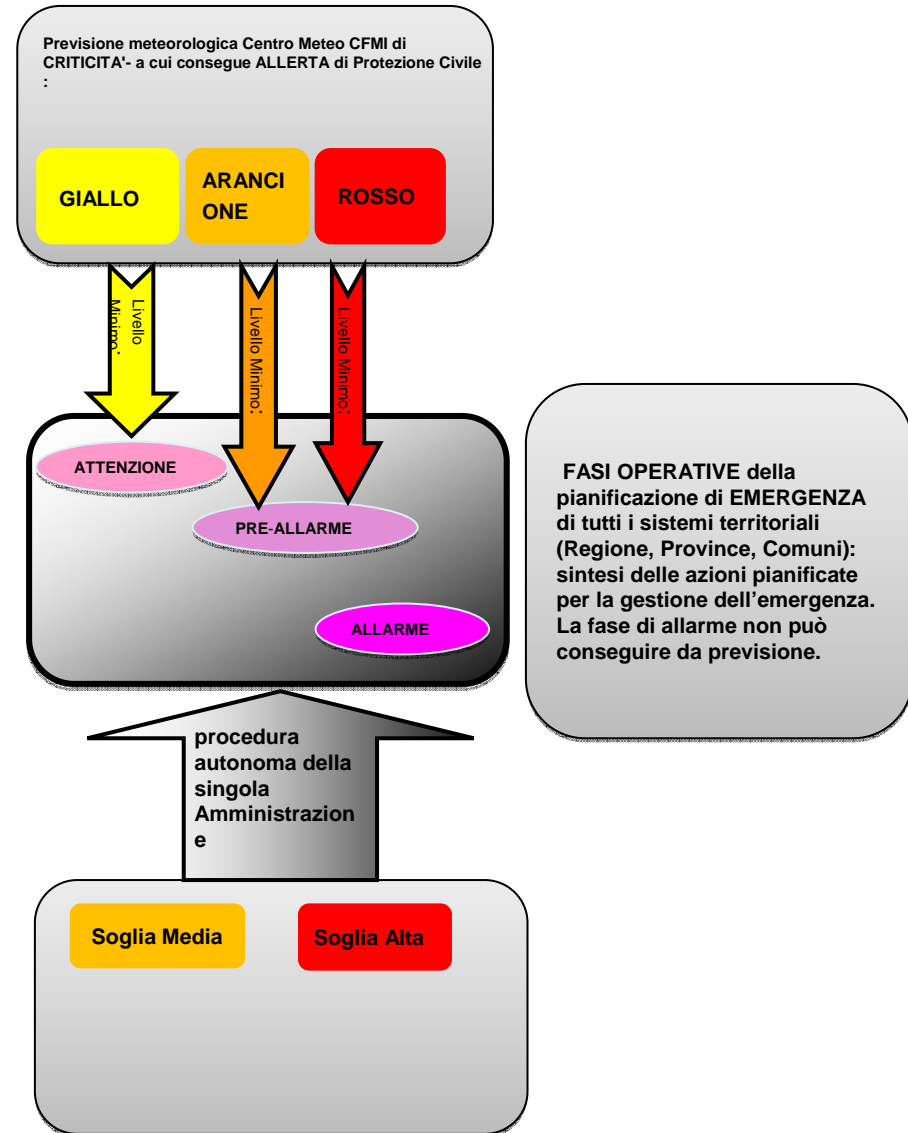 Previsione meteorologica Centro Meteo CFMI di
CRITICITA'- a cui consegue ALLERTA di Protezione Civile
:
GIALLO
ARANCI
ONE
ROSSO
Livello
Minimo:
Livello Minimo:
Livello Minimo:
ATTENZIONE
PRE-ALLARME
ALLARME
FASI OPERATIVE della
pianificazione di EMERGENZA
di tutti i sistemi territoriali
(Regione, Province, Comuni):
sintesi delle azioni pianificate
per la gestione dell’emergenza.
La fase di allarme non può
conseguire da previsione.
procedura
autonoma della
singola
Amministrazion
e
Soglia Media
Soglia Alta